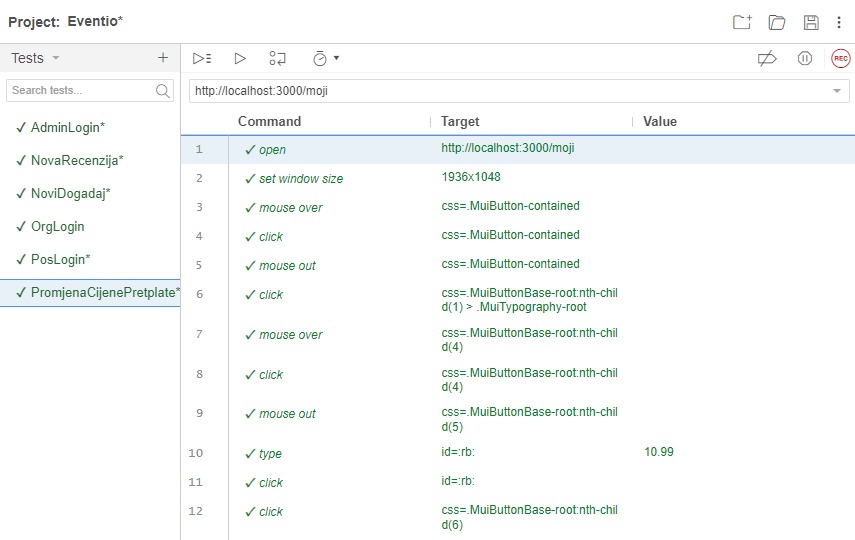 Project: Eventio*
Tests
Search tests...
AdminLogin*
NovaRecenzija*
NoviDogadaj*
OrgLogin
PosLogin*
PromjenaCijenePretplate*
REC
http://localhost:3000/moji
Command Target Value
1 open http://localhost:3000/moji
2 set window size 1936x1048
3 mouse over css=.MuiButton-contained
4 click css=.MuiButton-contained
5 mouse out css=.MuiButton-contained
6 click css=.MuiButtonBase-root:nth-chil
d(1) > .MuiTypography-root
7 mouse over css=.MuiButtonBase-root:nth-chil
d(4)
8 click css=.MuiButtonBase-root:nth-chil
d(4)
9 mouse out css=.MuiButtonBase-root:nth-chil
d(5)
10 type id=:rb: 10.99
11 click id=:rb:
12 click css=.MuiButtonBase-root:nth-chil
d(6)